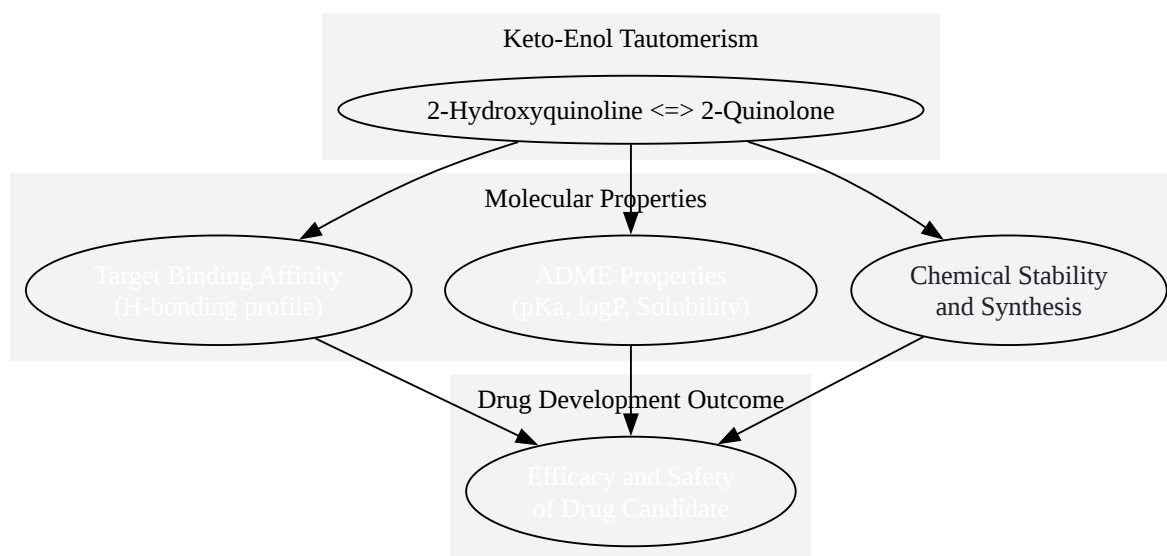 Keto-Enol Tautomerism
2-Hydroxyquinoline <=> 2-Quinolone
Molecular Properties
Target Binding Affinity
(H-bonding profile)
ADME Properties
(pKa, logP, Solubility)
Chemical Stability
and Synthesis
Drug Development Outcome
Efficacy and Safety
of Drug Candidate